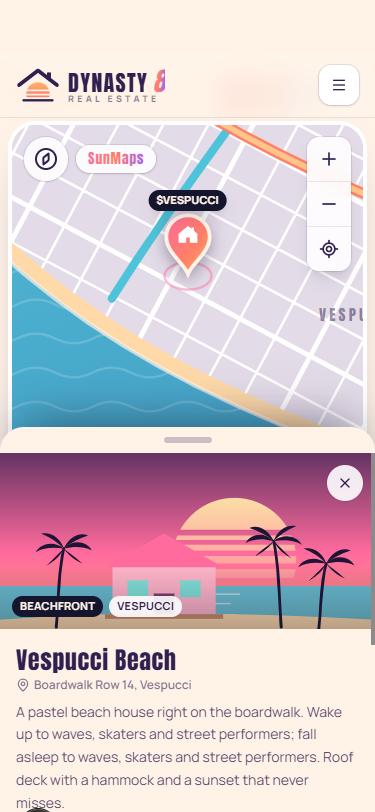 DYNASTY 8
REAL ESTATE
SunMaps
$VESPUCCI
VESPU
BEACHFRONT
VESPUCCI
Vespucci Beach
Boardwalk Row 14, Vespucci
A pastel beach house right on the boardwalk. Wake
up to waves, skaters and street performers; fall
asleep to waves, skaters and street performers. Roof
deck with a hammock and a sunset that never
misses.